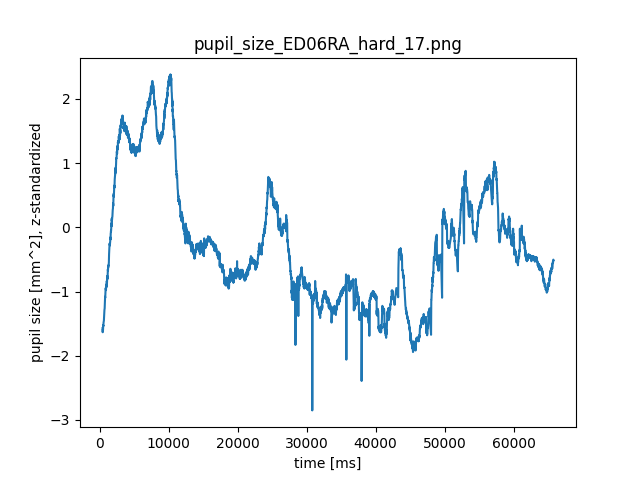 pupil_size_ED06RA_hard_17.png
pupil size [mm^2], z-standardized
2
1
0
−1
−2
−3
0 10000 20000 30000 40000 50000 60000
time [ms]